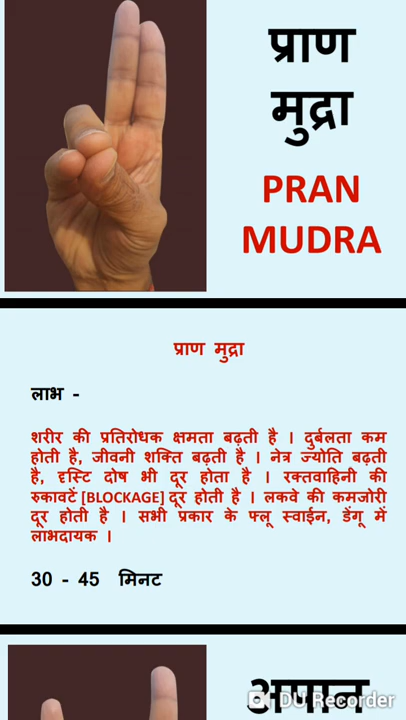 प्राण
मुद्रा
PRAN
MUDRA
प्राण मुद्रा
लाभ -
शरीर की प्रतिरोधक क्षमता बढ़ती है । दुर्बलता कम
होती है, जीवनी शक्ति बढ़ती है । नेत्र ज्योति बढ़ती
है, दृस्टि दोष भी दूर होता है । रक्तवाहिनी की
रुकावटें [BLOCKAGE] दूर होती है । लकवे की कमजोरी
दूर होती है । सभी प्रकार के फ्लू स्वाईन, डेंगू में
लाभदायक ।
30 - 45 मिनट
अपान
DU Recorder